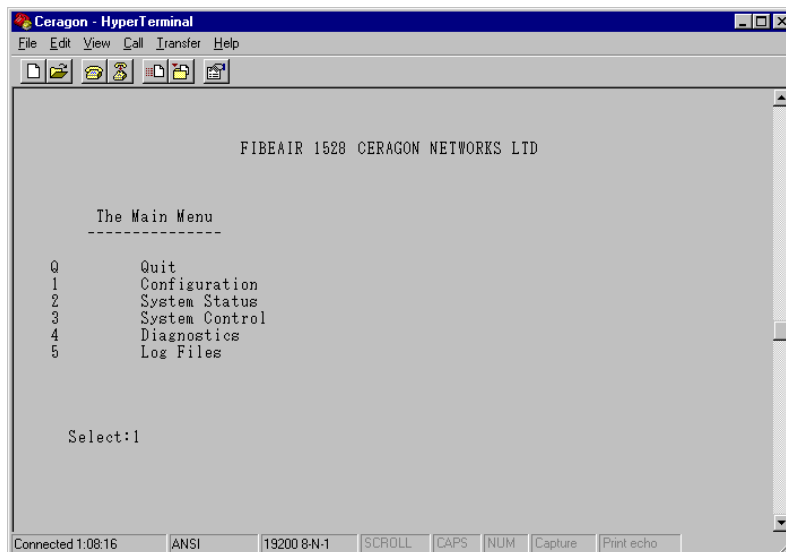 Ceragon - HyperTerminal
File Edit View Call Transfer Help
FIBEAIR 1528 CERAGON NETWORKS LTD
The Main Menu
---------------
Q Quit
1 Configuration
2 System Status
3 System Control
4 Diagnostics
5 Log Files
Select:1
Connected 1:08:16 ANSI 19200 8-N-1 SCROLL CAPS NUM Capture Print echo